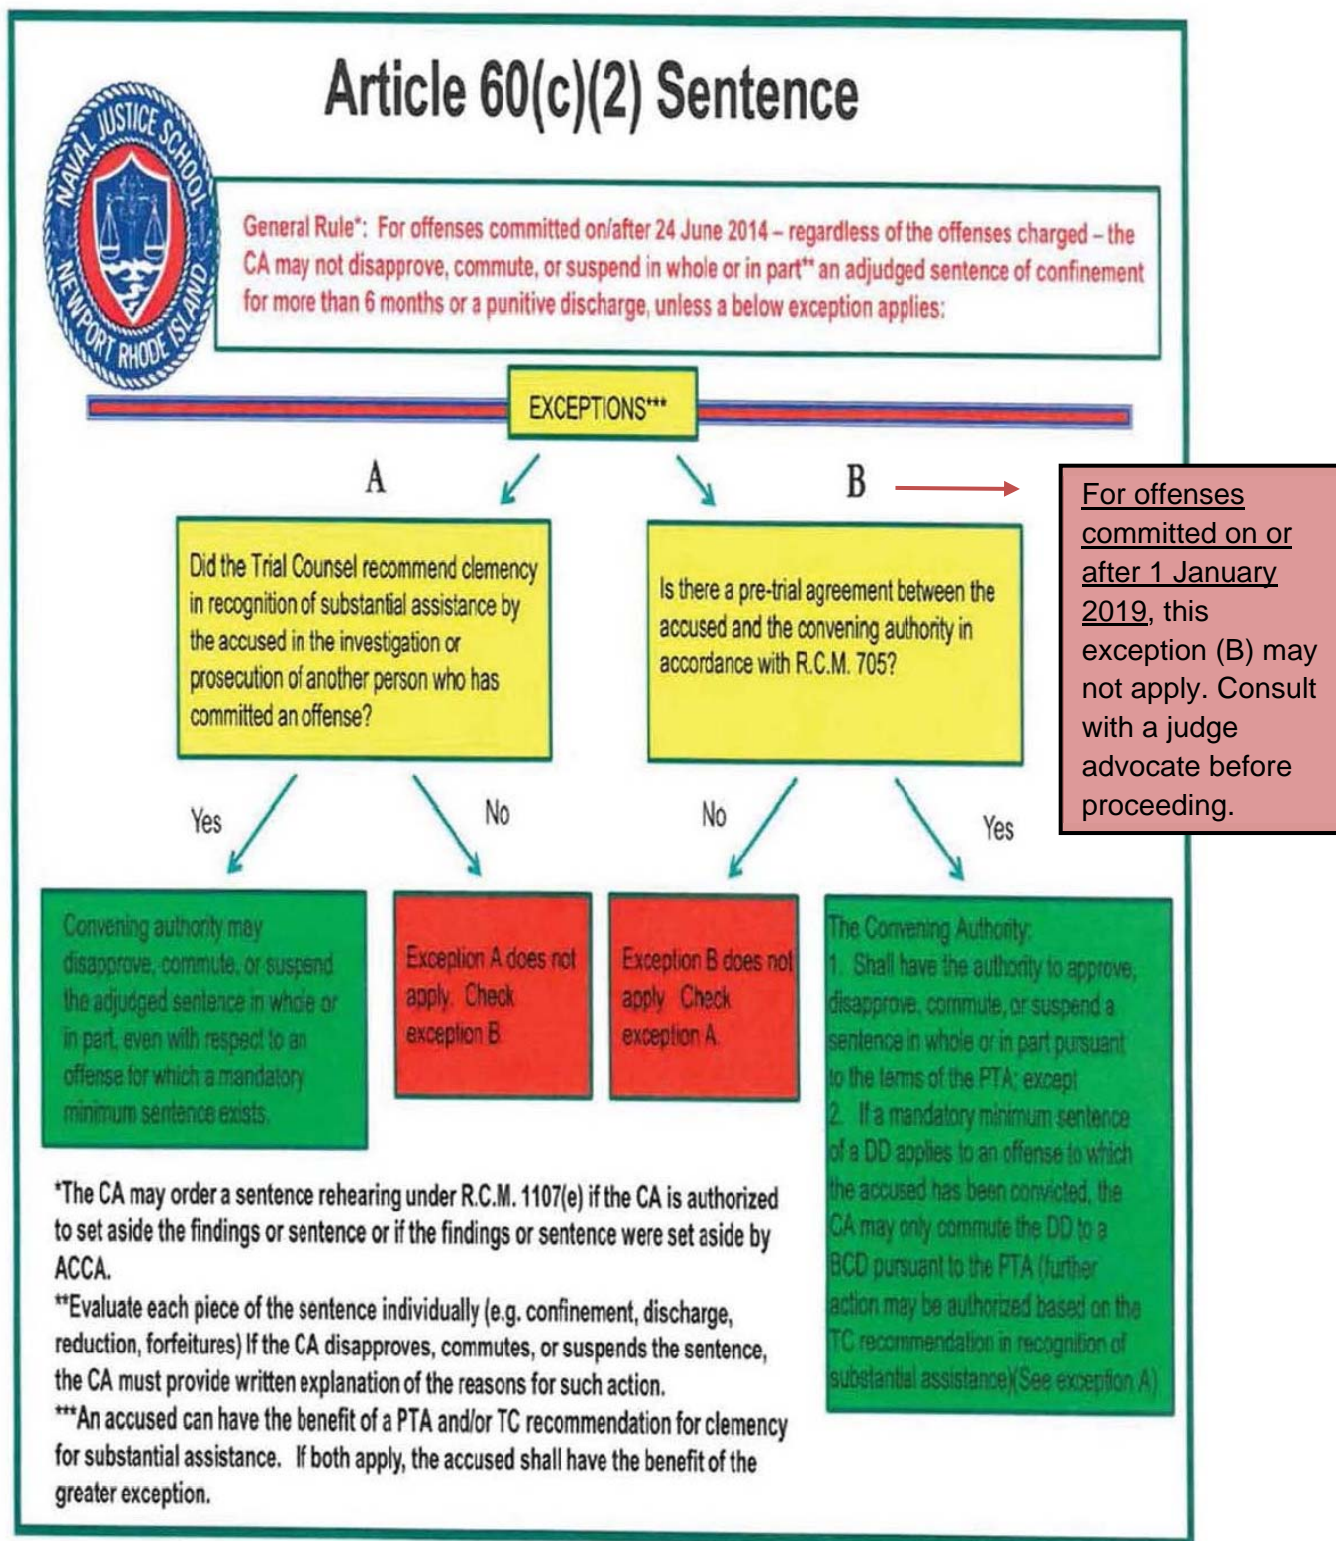 Article 60(c)(2) Sentence
NAVAL JUSTICE SCHOOL
NEWPORT RHODE ISLAND
General Rule*: For offenses committed on/after 24 June 2014 – regardless of the offenses charged – the
CA may not disapprove, commute, or suspend in whole or in part** an adjudged sentence of confinement
for more than 6 months or a punitive discharge, unless a below exception applies:
EXCEPTIONS***
A
Did the Trial Counsel recommend clemency
in recognition of substantial assistance by
the accused in the investigation or
prosecution of another person who has
committed an offense?
B
Is there a pre-trial agreement between the
accused and the convening authority in
accordance with R.C.M. 705?
For offenses
committed on or
after 1 January
2019, this
exception (B) may
not apply. Consult
with a judge
advocate before
proceeding.
Yes
No
No
Yes
Convening authority may
disapprove, commute, or suspend
the adjudged sentence in whole or
in part, even with respect to an
offense for which a mandatory
minimum sentence exists.
Exception A does not
apply. Check
exception B.
Exception B does not
apply. Check
exception A.
The Convening Authority:
1. Shall have the authority to approve,
disapprove, commute, or suspend a
sentence in whole or in part pursuant
to the terms of the PTA; except
2. If a mandatory minimum sentence
of a DD applies to an offense to which
the accused has been convicted, the
CA may only commute the DD to a
BCD pursuant to the PTA (further
action may be authorized based on the
TC recommendation in recognition of
substantial assistance)(See exception A)
*The CA may order a sentence rehearing under R.C.M. 1107(e) if the CA is authorized
to set aside the findings or sentence or if the findings or sentence were set aside by
ACCA.
**Evaluate each piece of the sentence individually (e.g. confinement, discharge,
reduction, forfeitures) If the CA disapproves, commutes, or suspends the sentence,
the CA must provide written explanation of the reasons for such action.
***An accused can have the benefit of a PTA and/or TC recommendation for clemency
for substantial assistance. If both apply, the accused shall have the benefit of the
greater exception.